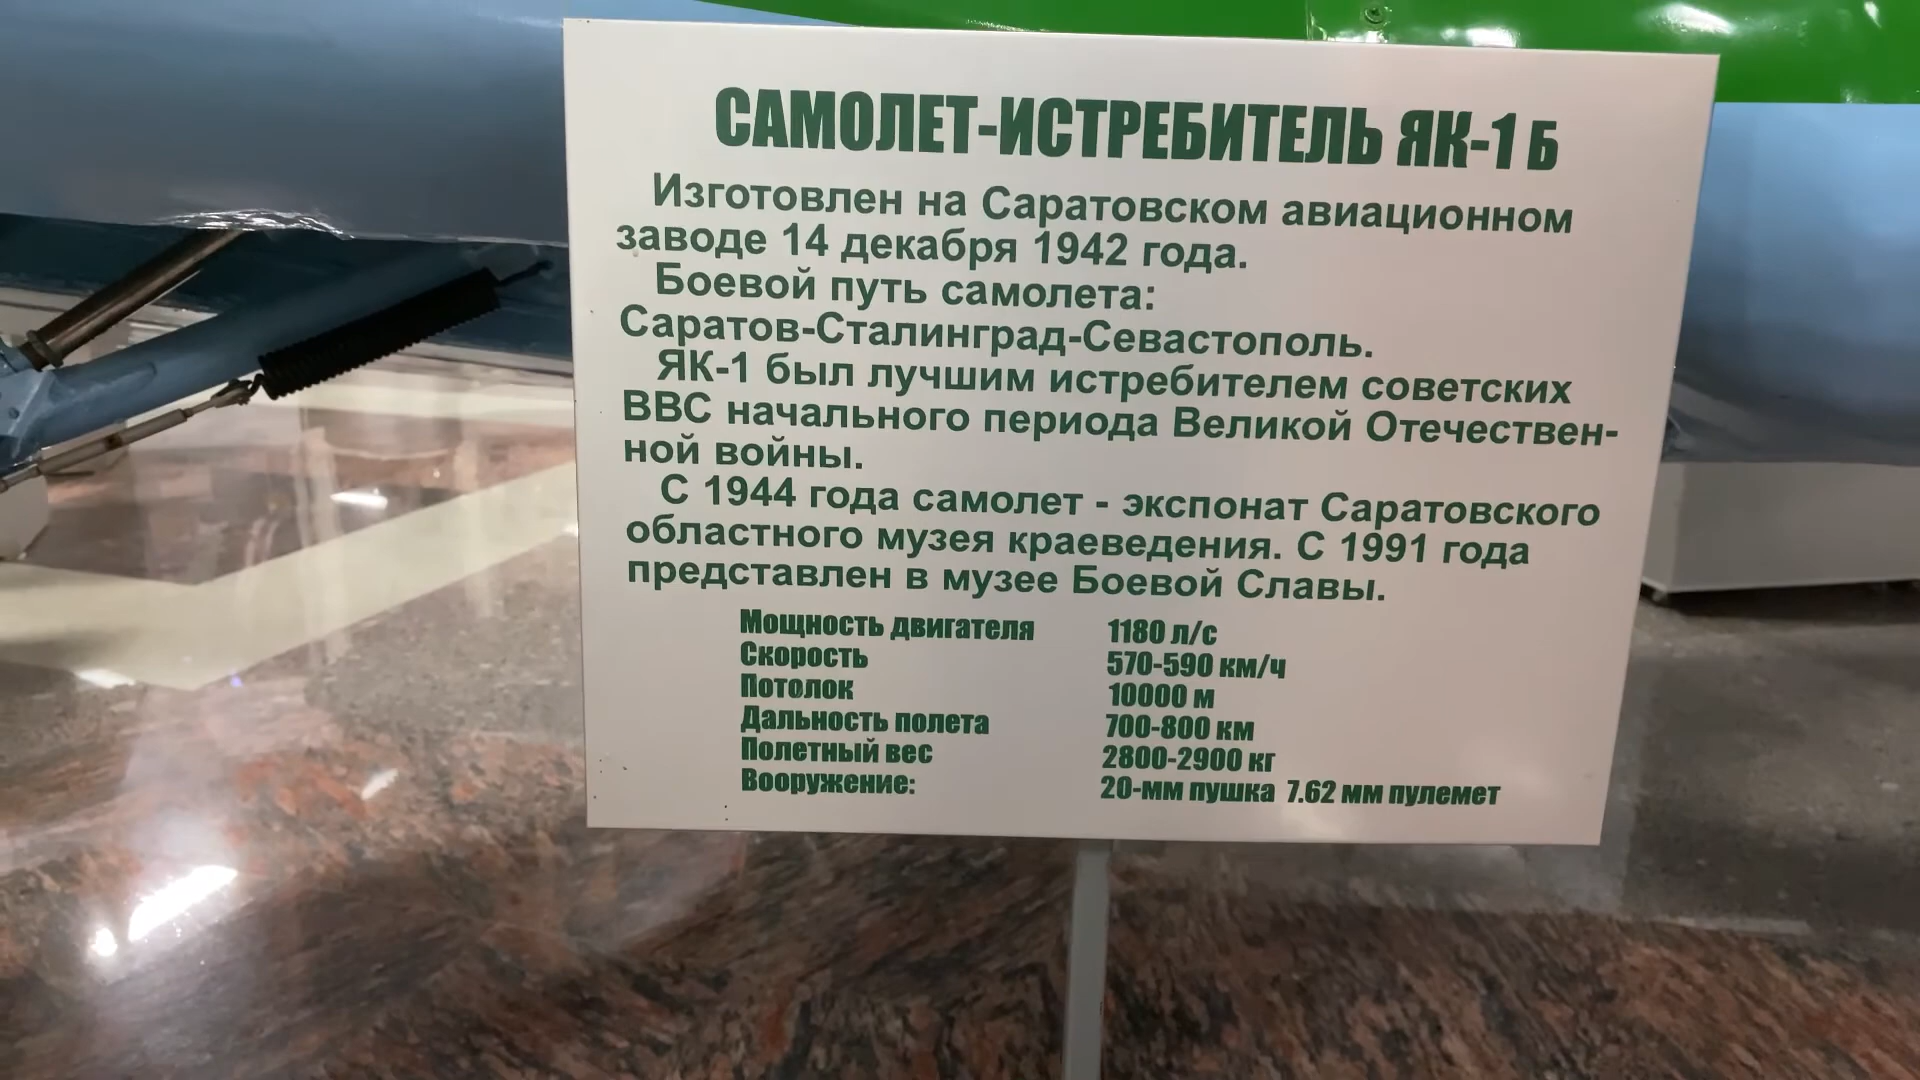 САМОЛЕТ-ИСТРЕБИТЕЛЬ ЯК-1 Б
Изготовлен на Саратовском авиационном
заводе 14 декабря 1942 года.
Боевой путь самолета:
Саратов-Сталинград-Севастополь.
ЯК-1 был лучшим истребителем советских
ВВС начального периода Великой Отечествен-
ной войны.
С 1944 года самолет - экспонат Саратовского
областного музея краеведения. С 1991 года
представлен в музее Боевой Славы.
Мощность двигателя 1180 л/с
Скорость 570-590 км/ч
Потолок 10000 м
Дальность полета 700-800 км
Полетный вес 2800-2900 кг
Вооружение: 20-мм пушка 7.62 мм пулемет